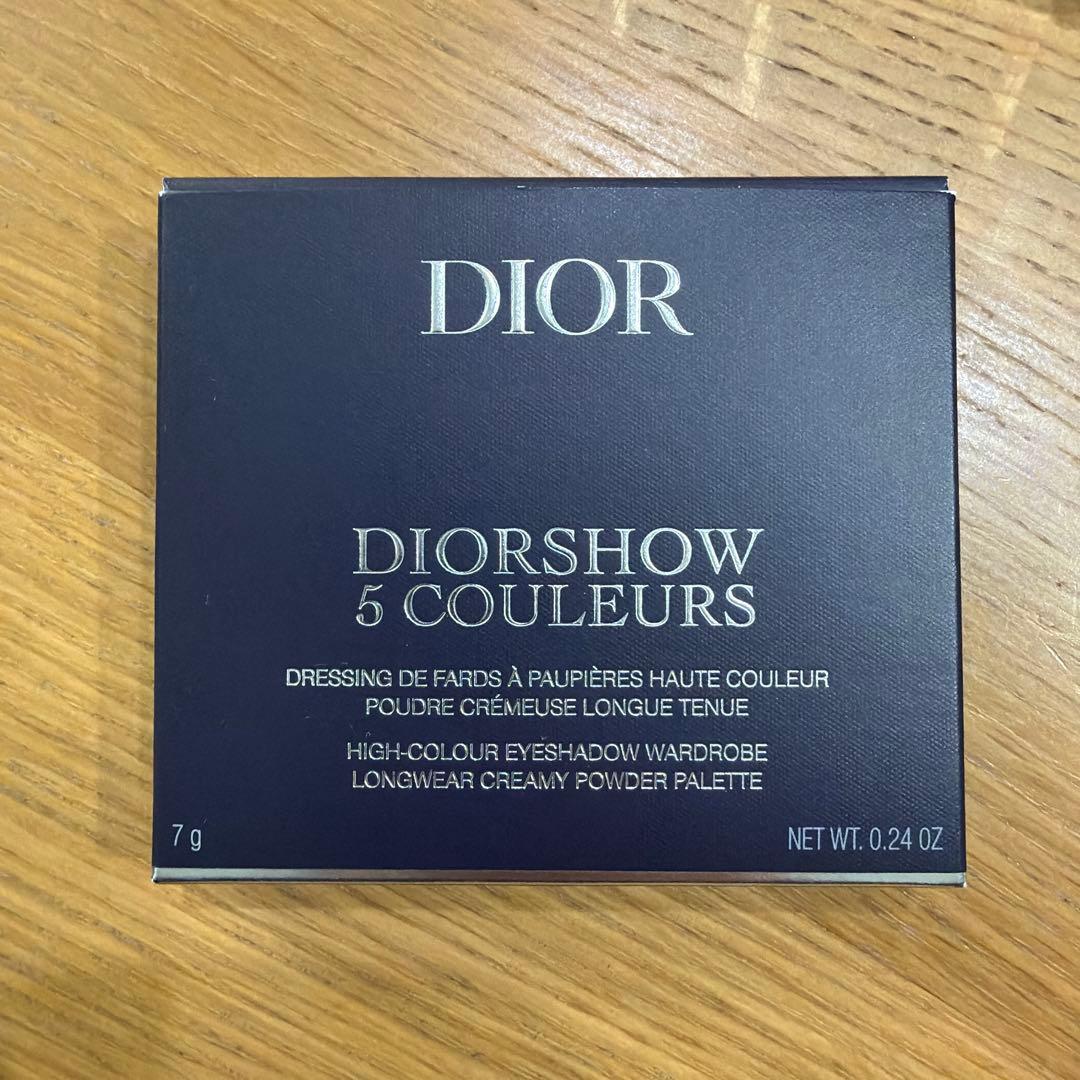 DIOR
DIORSHOW
5 COULEURS
DRESSING DE FARDS À PAUPIÈRES HAUTE COULEUR
POUDRE CRÉMEUSE LONGUE TENUE
HIGH-COLOUR EYESHADOW WARDROBE
LONGWEAR CREAMY POWDER PALETTE
7 g
NET WT. 0.24 OZ